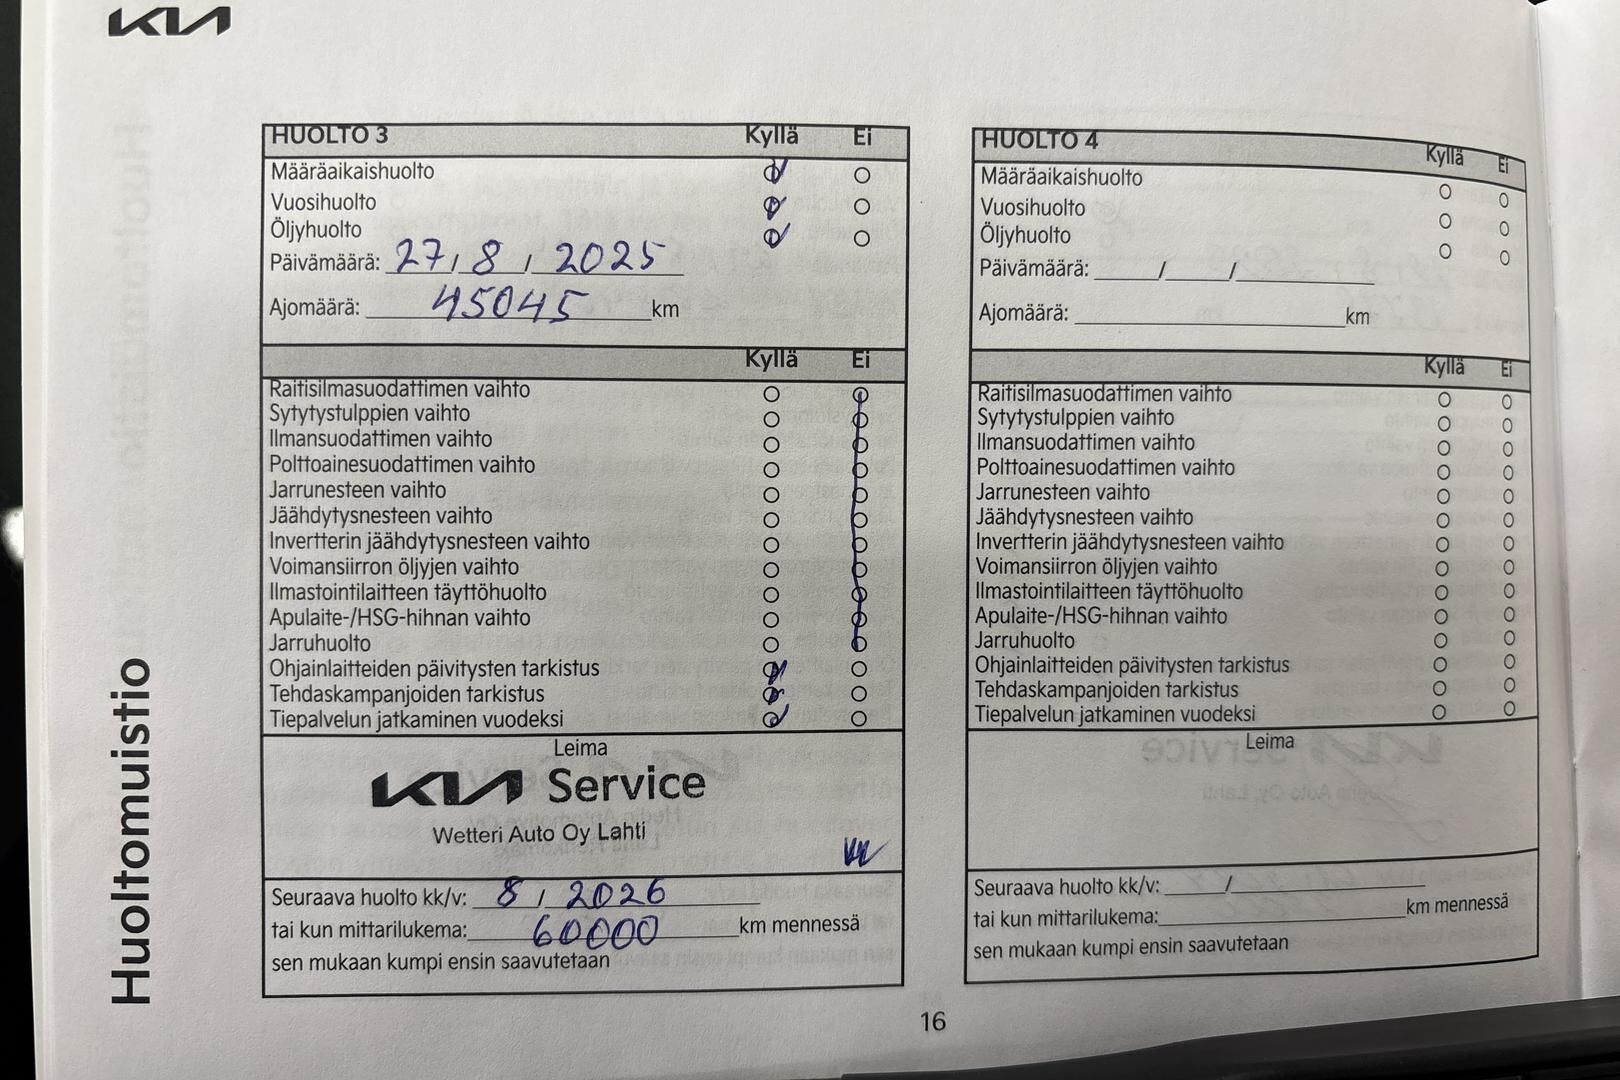 KIA
HUOLTO 3 Kyllä Ei
Määräaikaishuolto
Vuosihuolto
Öljyhuolto
Päivämäärä: 27/8/2025
Ajomäärä: 45045 km
Kyllä Ei
Raitisilmasuodattimen vaihto
Sytytystulppien vaihto
Ilmansuodattimen vaihto
Polttoainesuodattimen vaihto
Jarrunesteen vaihto
Jäähdytysnesteen vaihto
Invertterin jäähdytysnesteen vaihto
Voimansiirron öljyjen vaihto
Ilmastointilaitteen täyttöhuolto
Apulaite-/HSG-hihnan vaihto
Jarruhuolto
Ohjainlaitteiden päivitysten tarkistus
Tehdaskampanjoiden tarkistus
Tiepalvelun jatkaminen vuodeksi
Leima
KIA Service
Wetteri Auto Oy Lahti
Seuraava huolto kk/v: 8/2026
tai kun mittarilukema: 60000 km mennessä
sen mukaan kumpi ensin saavutetaan
HUOLTO 4 Kyllä Ei
Määräaikaishuolto
Vuosihuolto
Öljyhuolto
Päivämäärä: / /
Ajomäärä: km
Kyllä Ei
Raitisilmasuodattimen vaihto
Sytytystulppien vaihto
Ilmansuodattimen vaihto
Polttoainesuodattimen vaihto
Jarrunesteen vaihto
Jäähdytysnesteen vaihto
Invertterin jäähdytysnesteen vaihto
Voimansiirron öljyjen vaihto
Ilmastointilaitteen täyttöhuolto
Apulaite-/HSG-hihnan vaihto
Jarruhuolto
Ohjainlaitteiden päivitysten tarkistus
Tehdaskampanjoiden tarkistus
Tiepalvelun jatkaminen vuodeksi
Leima
Seuraava huolto kk/v: /
tai kun mittarilukema: km mennessä
sen mukaan kumpi ensin saavutetaan
Huoltomuistio
16